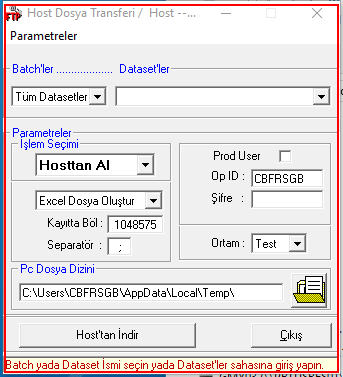 FTP Host Dosya Transferi / Host --...
Parametreler
Batch'ler .................. Dataset'ler
Tüm Datasetler
Parametreler
İşlem Seçimi
Hosttan Al
Excel Dosya Oluştur
Kayıtta Böl : 1048575
Separatör : ;
Prod User
Op ID : CBFRSGB
Şifre :
Ortam : Test
Pc Dosya Dizini
C:\Users\CBFRSGB\AppData\Local\Temp\
Host'tan İndir
Çıkış
Batch yada Dataset İsmi seçin yada Dataset'ler sahasına giriş yapın.